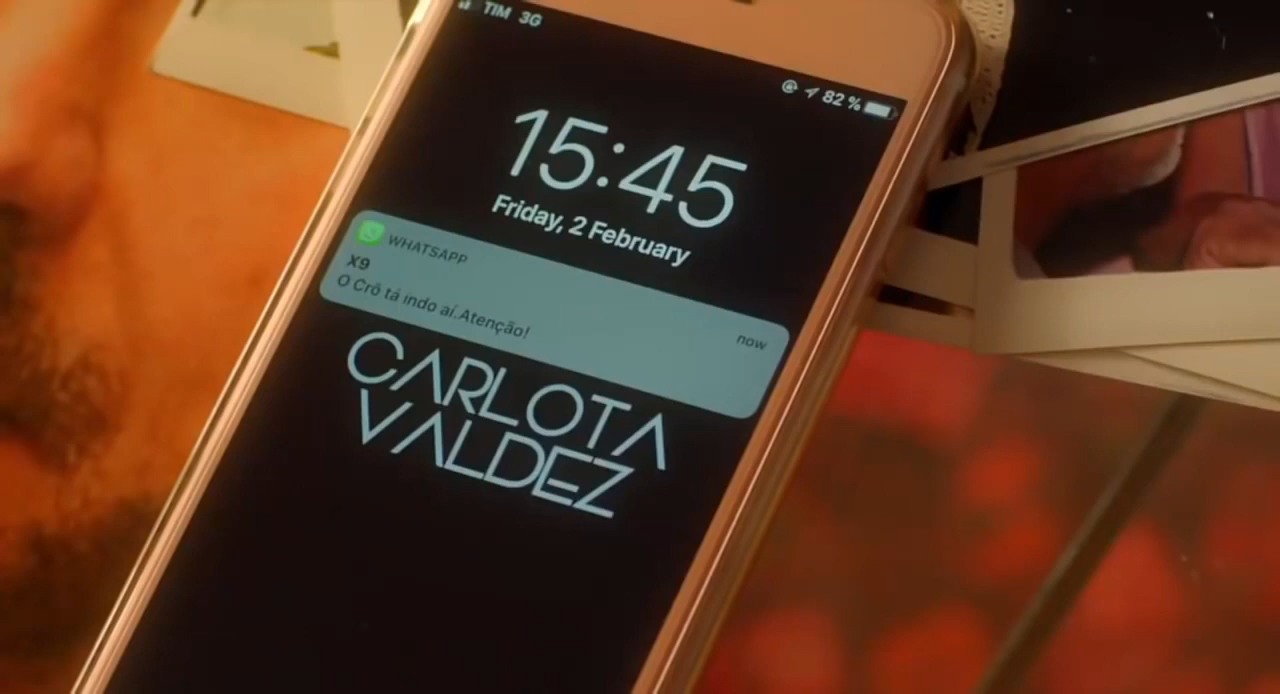 TIM 3G
82 %
15:45
Friday, 2 February
WHATSAPP
X9
now
O Crô tá indo aí.Atenção!
CARLOTA
VALDEZ